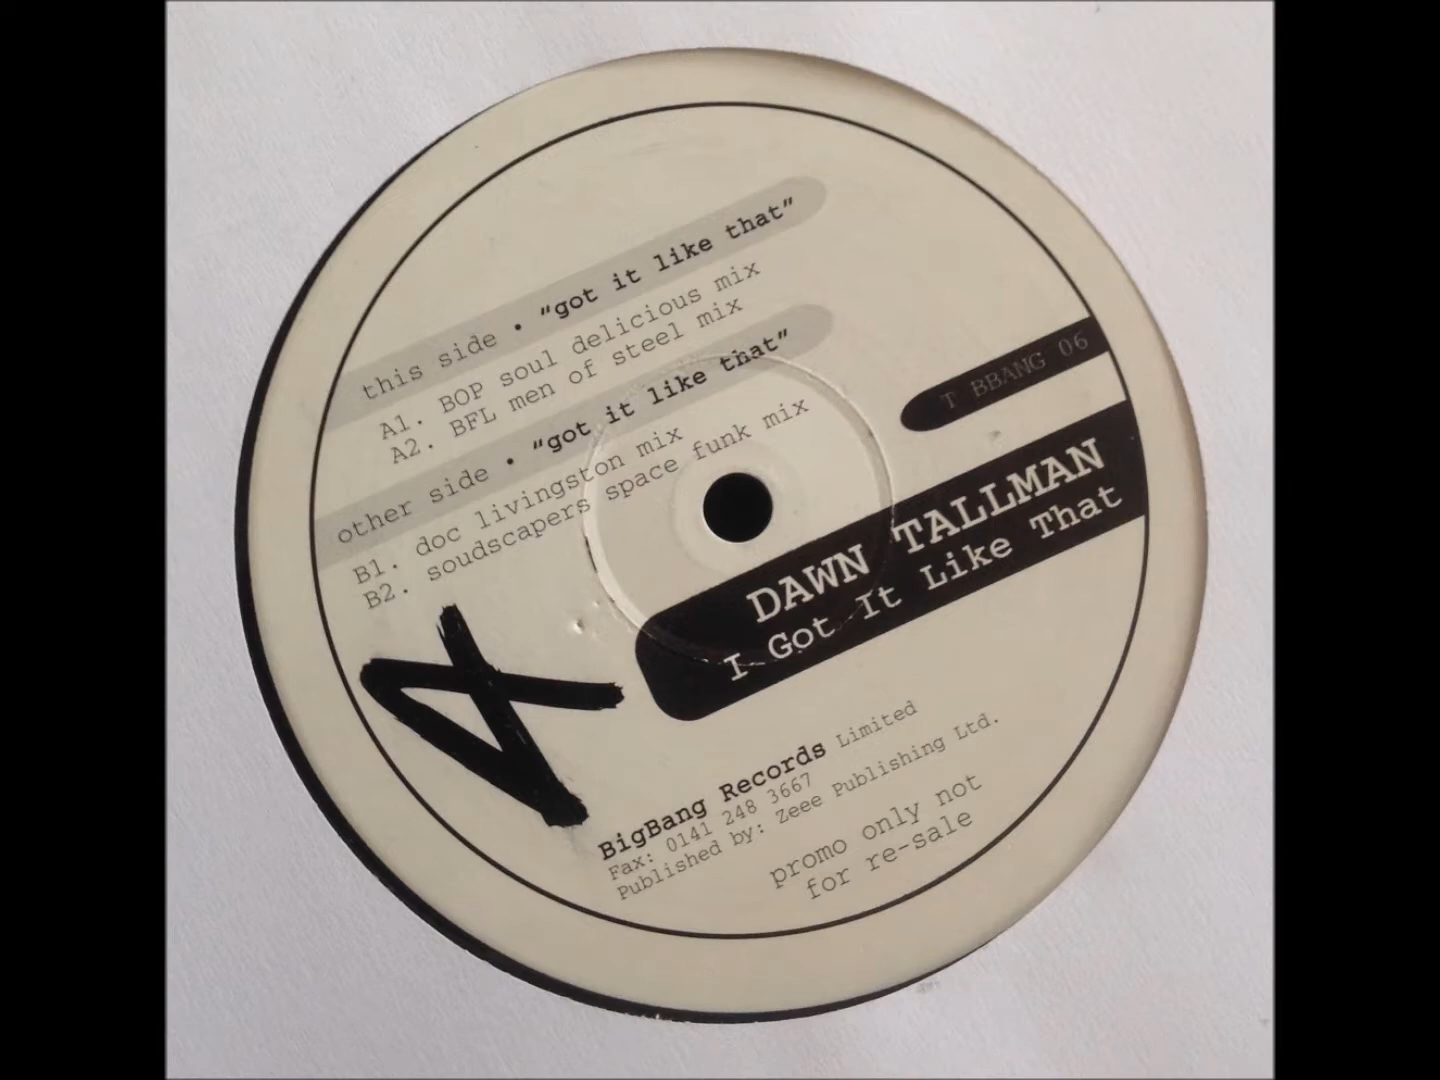 this side • "got it like that"
A1. BOP soul delicious mix
A2. BFL men of steel mix
other side • "got it like that"
B1. doc livingston mix
B2. soudscapers space funk mix
T BBANG 06
DAWN TALLMAN
I Got It Like That
4
BigBang Records Limited
Fax: 0141 248 3667
Published by: Zeee Publishing Ltd.
promo only not
for re-sale